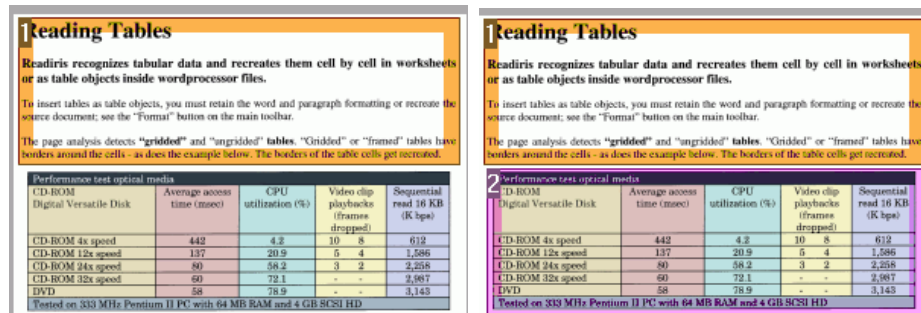 1
Reading Tables
Readiris recognizes tabular data and recreates them cell by cell in worksheets
or as table objects inside wordprocessor files.
To insert tables as table objects, you must retain the word and paragraph formatting or recreate the
source document; see the “Format” button on the main toolbar.
The page analysis detects “gridded” and “ungridded” tables. “Gridded” or “framed” tables have
borders around the cells - as does the example below. The borders of the table cells get recreated.
Performance test optical media
CD-ROM Average access CPU Video clip Sequential
Digital Versatile Disk time (msec) utilization (%) playbacks read 16 KB
(frames (K bps)
dropped)
CD-ROM 4x speed 442 4.2 10 8 612
CD-ROM 12x speed 137 20.9 5 4 1,586
CD-ROM 24x speed 80 58.2 3 2 2,258
CD-ROM 32x speed 60 72.1 - - 2,987
DVD 58 78.9 - - 3,143
Tested on 333 MHz Pentium II PC with 64 MB RAM and 4 GB SCSI HD
1
Reading Tables
Readiris recognizes tabular data and recreates them cell by cell in worksheets
or as table objects inside wordprocessor files.
To insert tables as table objects, you must retain the word and paragraph formatting or recreate the
source document; see the “Format” button on the main toolbar.
The page analysis detects “gridded” and “ungridded” tables. “Gridded” or “framed” tables have
borders around the cells - as does the example below. The borders of the table cells get recreated.
2
Performance test optical media
CD-ROM Average access CPU Video clip Sequential
Digital Versatile Disk time (msec) utilization (%) playbacks read 16 KB
(frames (K bps)
dropped)
CD-ROM 4x speed 442 4.2 10 8 612
CD-ROM 12x speed 137 20.9 5 4 1,586
CD-ROM 24x speed 80 58.2 3 2 2,258
CD-ROM 32x speed 60 72.1 - - 2,987
DVD 58 78.9 - - 3,143
Tested on 333 MHz Pentium II PC with 64 MB RAM and 4 GB SCSI HD